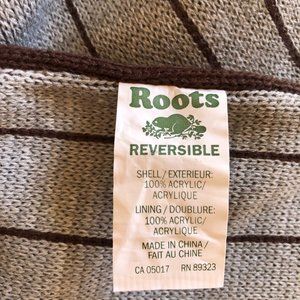 Roots
REVERSIBLE
SHELL / EXTERIEUR:
100% ACRYLIC/
ACRYLIQUE
LINING / DOUBLURE:
100% ACRYLIC/
ACRYLIQUE
MADE IN CHINA /
FAIT AU CHINE
CA 05017 RN 89323